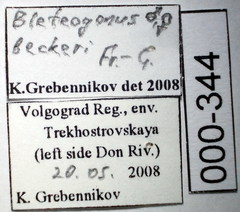 Bleteogonus ♂,♀
beckeri Fr.-G.
K.Grebennikov det 2008
Volgograd Reg., env.
Trekhostrovskaya
(left side Don Riv.)
20.05. 2008
K. Grebennikov
000-344